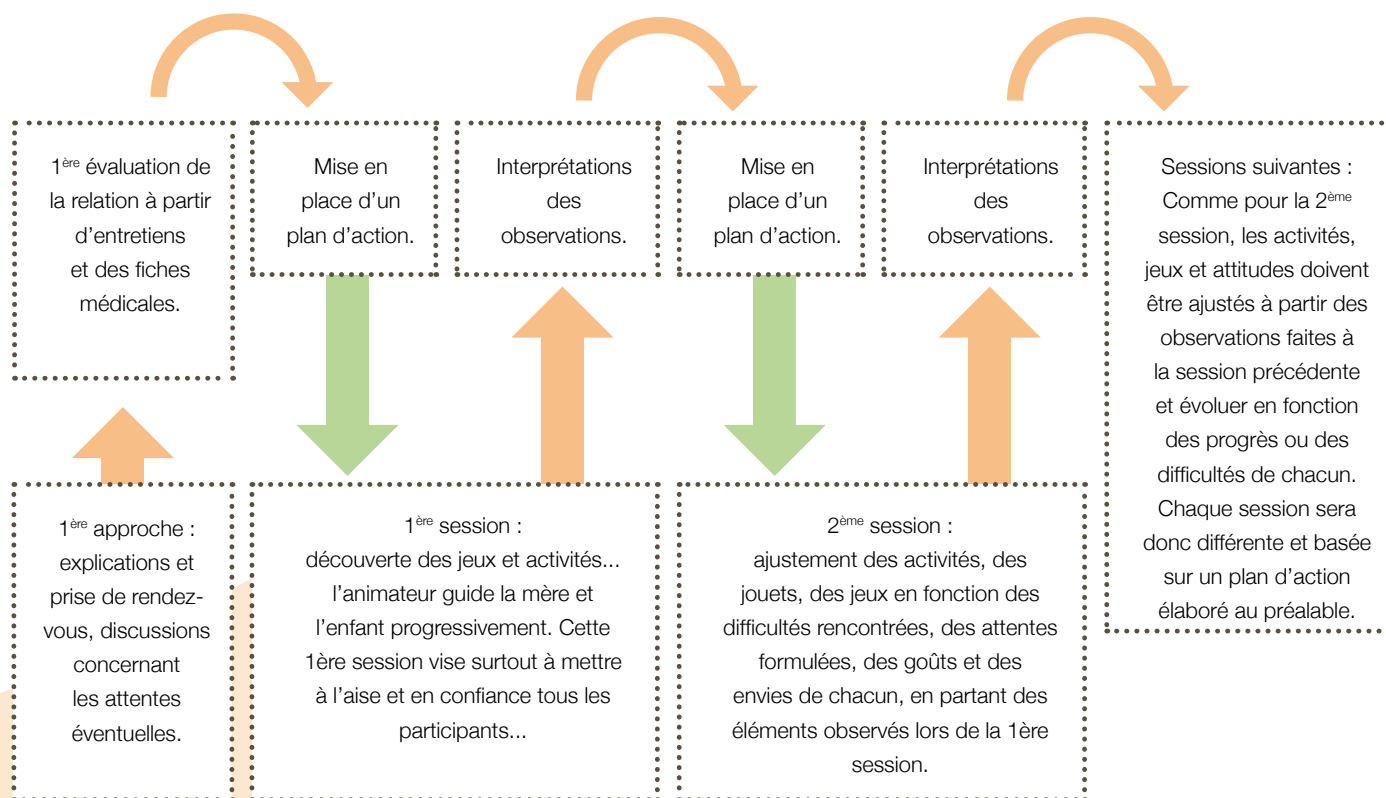 1ère évaluation de
la relation à partir
d'entretiens
et des fiches
médicales.
Mise en
place d'un
plan d'action.
Interprétations
des
observations.
Mise en
place d'un
plan d'action.
Interprétations
des
observations.
Sessions suivantes :
Comme pour la 2ème
session, les activités,
jeux et attitudes doivent
être ajustés à partir des
observations faites à
la session précédente
et évoluer en fonction
des progrès ou des
difficultés de chacun.
Chaque session sera
donc différente et basée
sur un plan d'action
élaboré au préalable.
1ère approche :
explications et
prise de rendez-
vous, discussions
concernant
les attentes
éventuelles.
1ère session :
découverte des jeux et activités...
l'animateur guide la mère et
l'enfant progressivement. Cette
1ère session vise surtout à mettre
à l'aise et en confiance tous les
participants...
2ème session :
ajustement des activités, des
jouets, des jeux en fonction des
difficultés rencontrées, des attentes
formulées, des goûts et des
envies de chacun, en partant des
éléments observés lors de la 1ère
session.